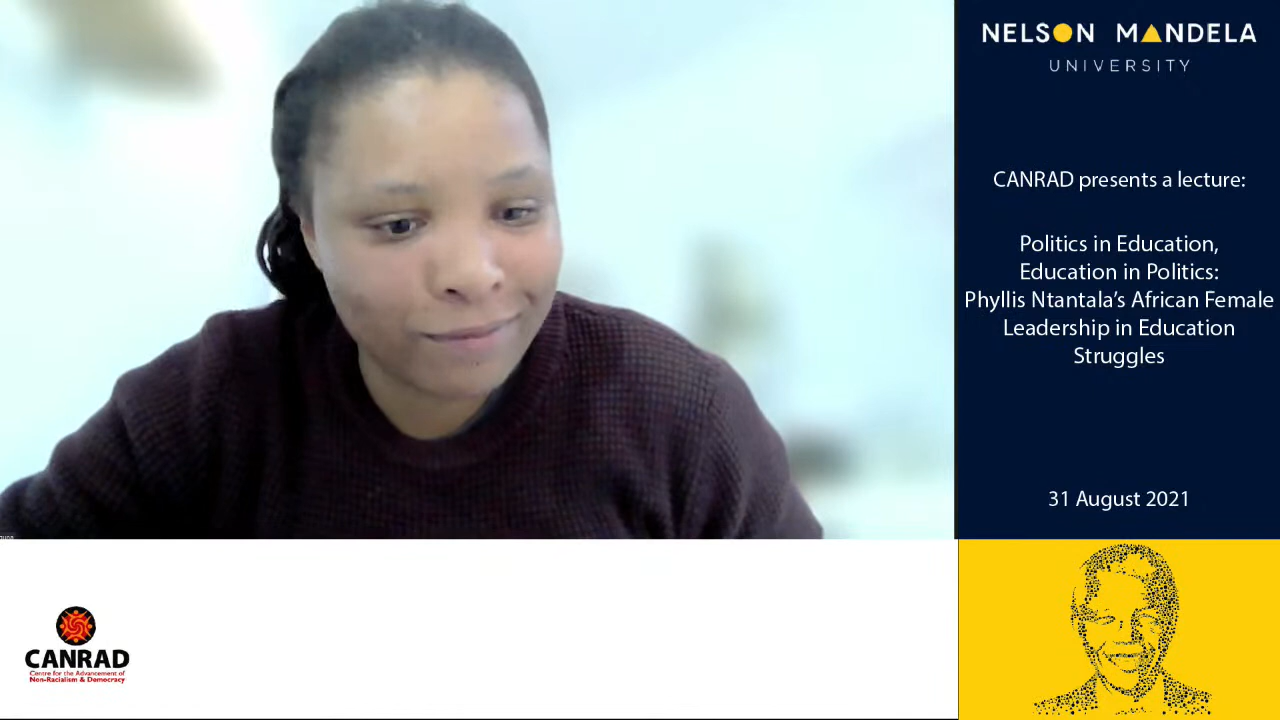 NELSON MANDELA
UNIVERSITY
CANRAD presents a lecture:
Politics in Education,
Education in Politics:
Phyllis Ntantala’s African Female
Leadership in Education
Struggles
31 August 2021
CANRAD
Centre for the Advancement of
Non-Racialism & Democracy